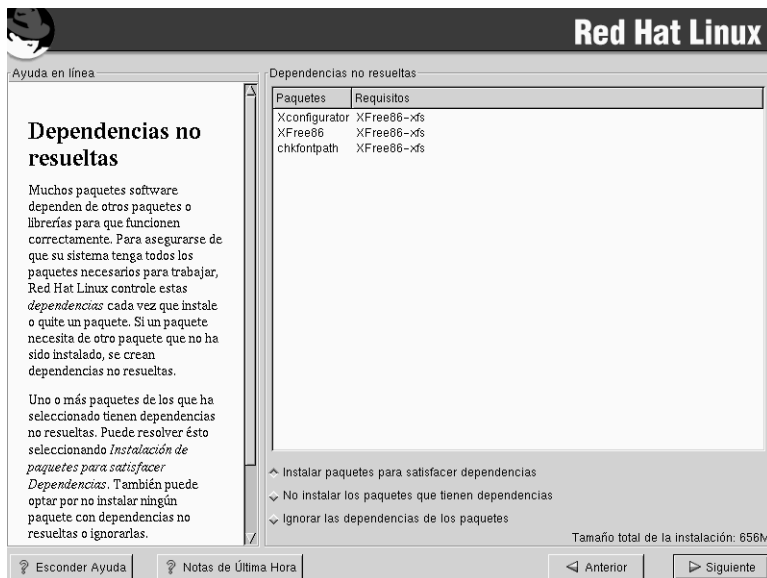 Red Hat Linux
Ayuda en línea
Dependencias no
resueltas
Muchos paquetes software
dependen de otros paquetes o
librerías para que funcionen
correctamente. Para asegurarse de
que su sistema tenga todos los
paquetes necesarios para trabajar,
Red Hat Linux controle estas
dependencias cada vez que instale
o quite un paquete. Si un paquete
necesita de otro paquete que no ha
sido instalado, se crean
dependencias no resueltas.
Uno o más paquetes de los que ha
seleccionado tienen dependencias
no resueltas. Puede resolver ésto
seleccionando Instalación de
paquetes para satisfacer
Dependencias. También puede
optar por no instalar ningún
paquete con dependencias no
resueltas o ignorarlas.
Dependencias no resueltas
Paquetes Requisitos
Xconfigurator XFree86-xfs
XFree86 XFree86-xfs
chkfontpath XFree86-xfs
Instalar paquetes para satisfacer dependencias
No instalar los paquetes que tienen dependencias
Ignorar las dependencias de los paquetes
Tamaño total de la instalación: 656M
? Esconder Ayuda ? Notas de Última Hora Anterior Siguiente